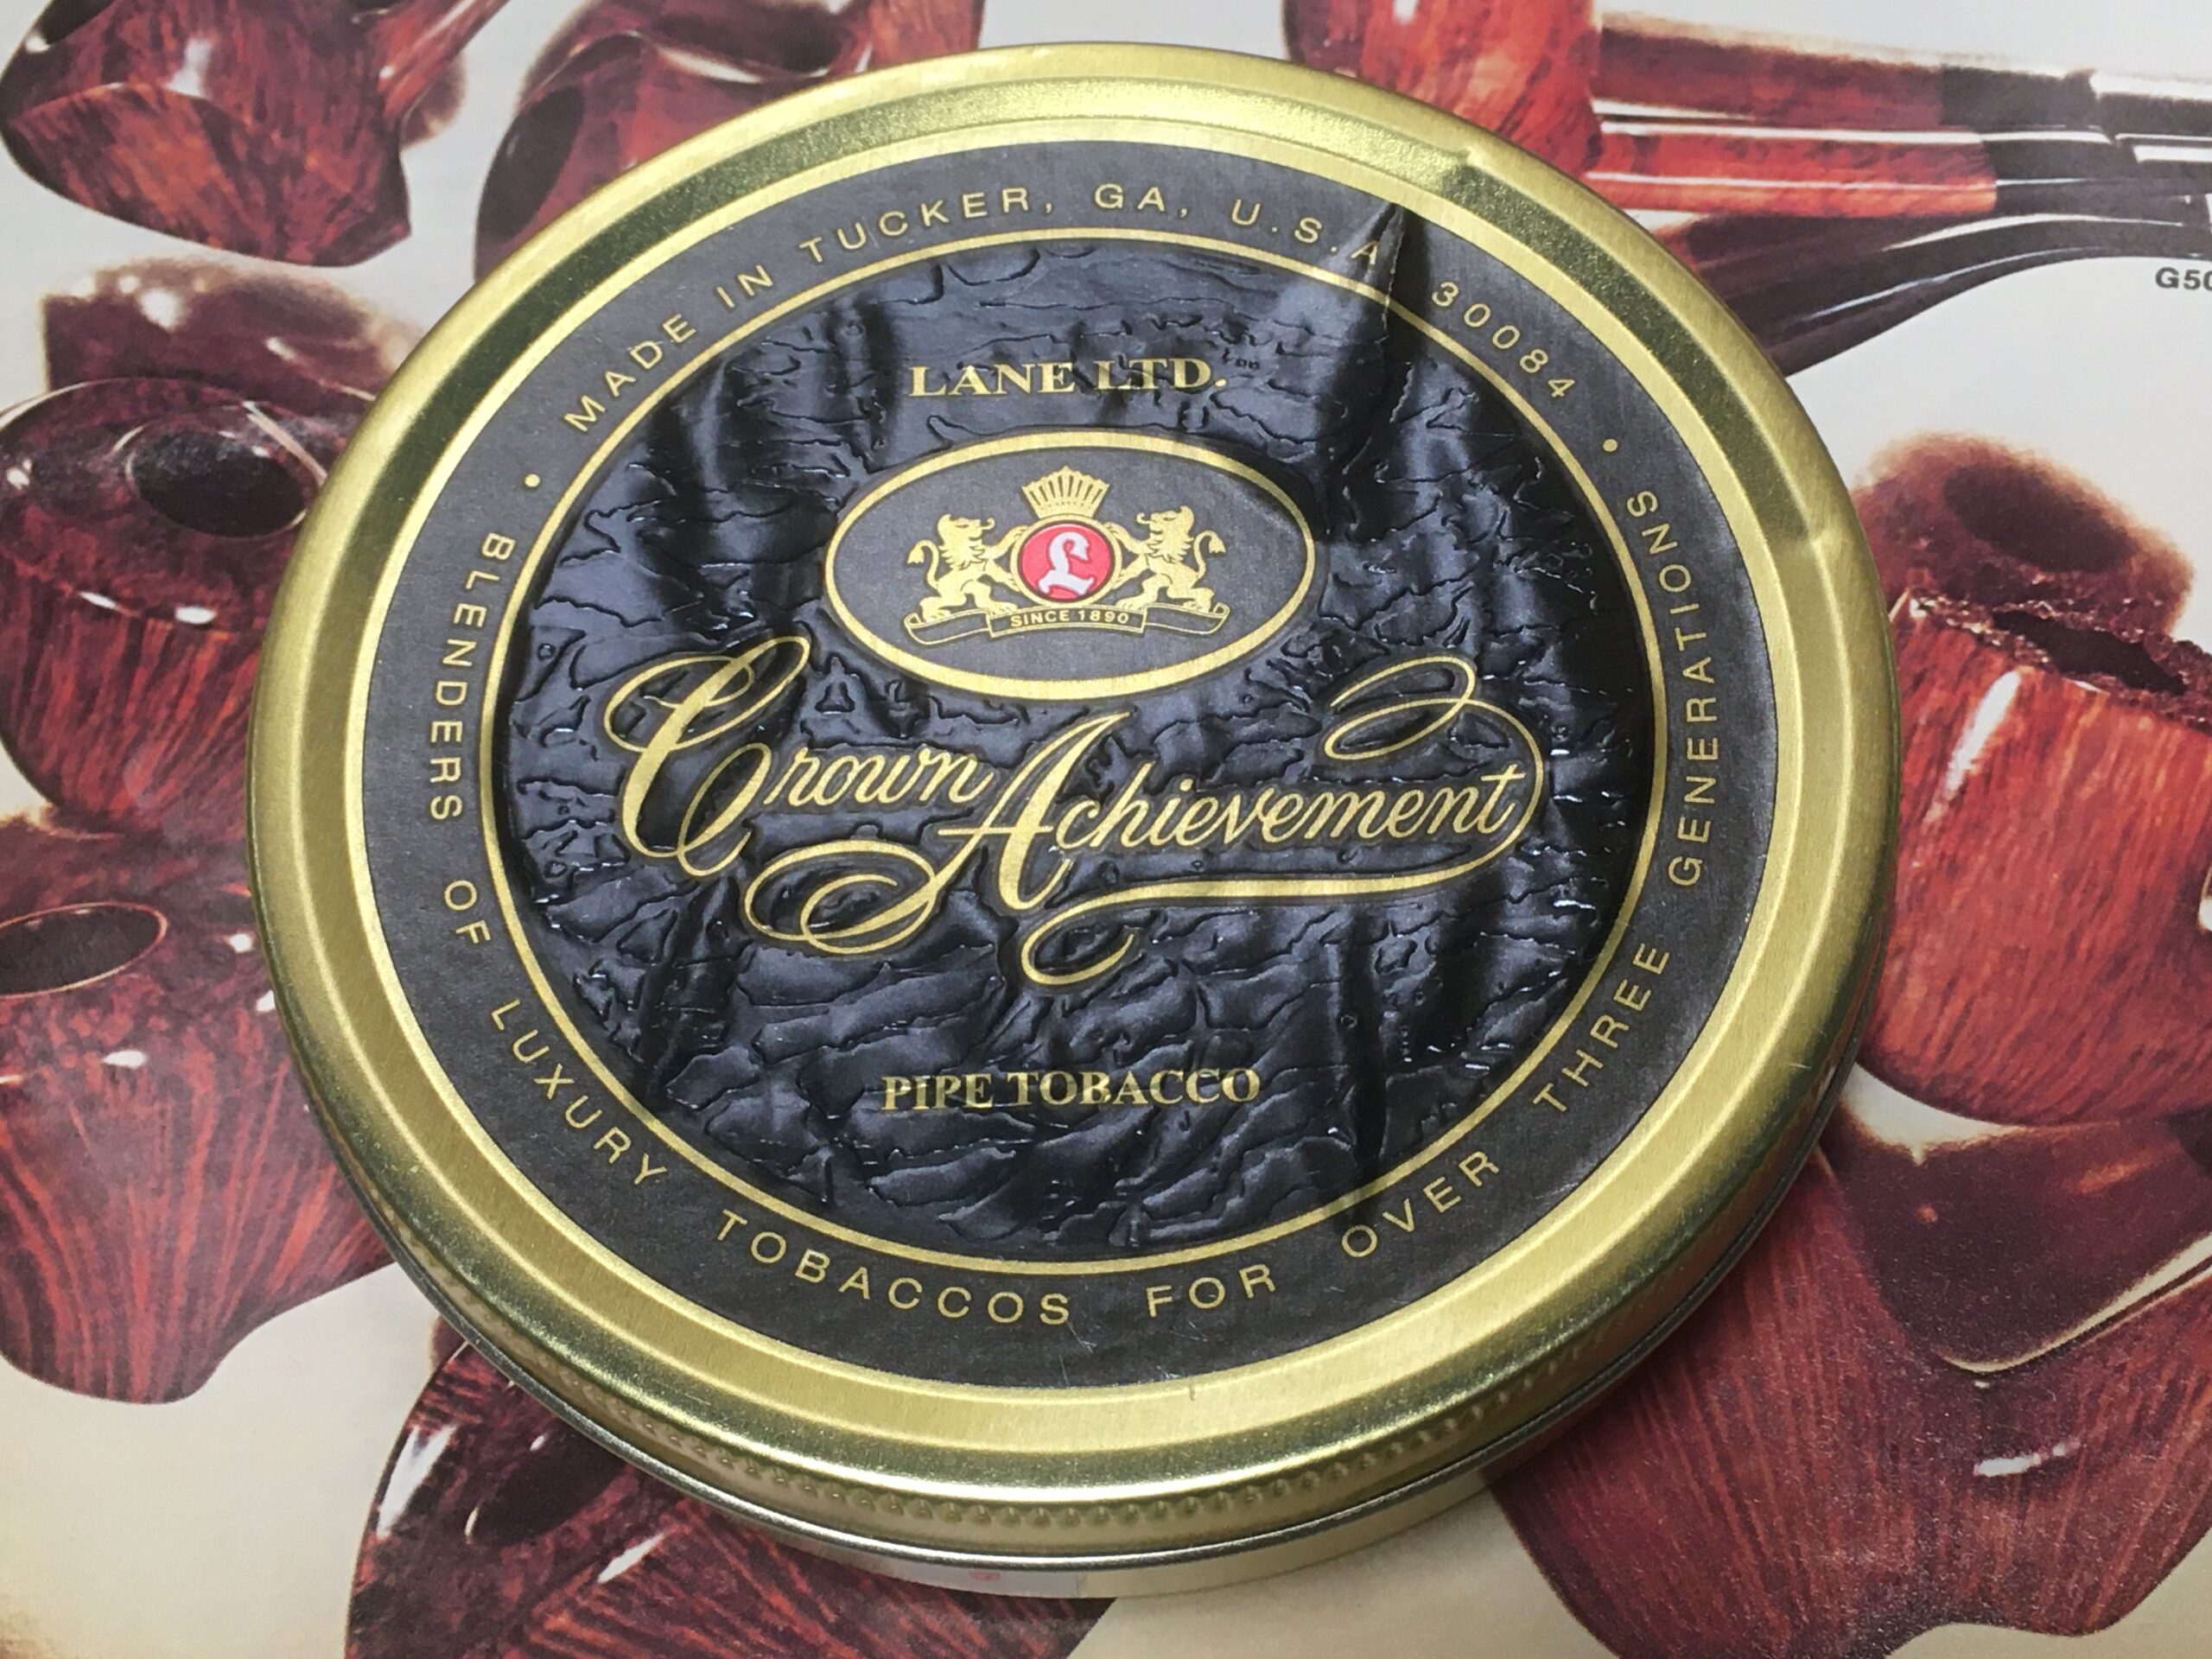 MADE IN TUCKER, GA, U.S.A 30084
LANE LTD.
L
SINCE 1890
Crown Achievement
PIPE TOBACCO
BLENDERS OF LUXURY TOBACCOS FOR OVER THREE GENERATIONS